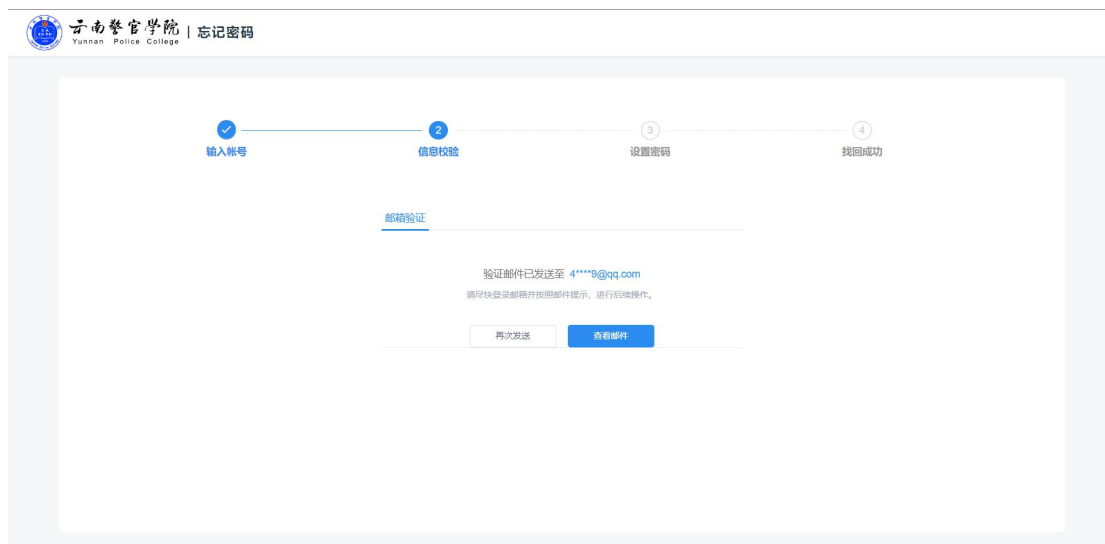 云南警官学院 | 忘记密码
Yunnan Police College
2
3
4
输入帐号
信息校验
设置密码
找回成功
邮箱验证
验证邮件已发送至 4****9@qq.com
请尽快登录邮箱并按照邮件提示，进行后续操作。
再次发送
查看邮件